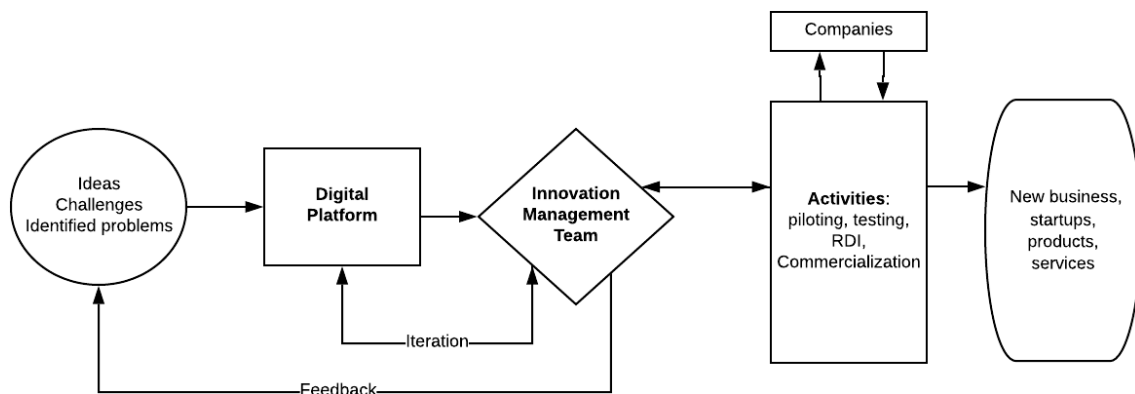 Companies
Ideas
Challenges
Identified problems
Digital
Platform
Innovation
Management
Team
Activities:
piloting, testing,
RDI,
Commercialization
New business,
startups,
products,
services
Iteration
Feedback